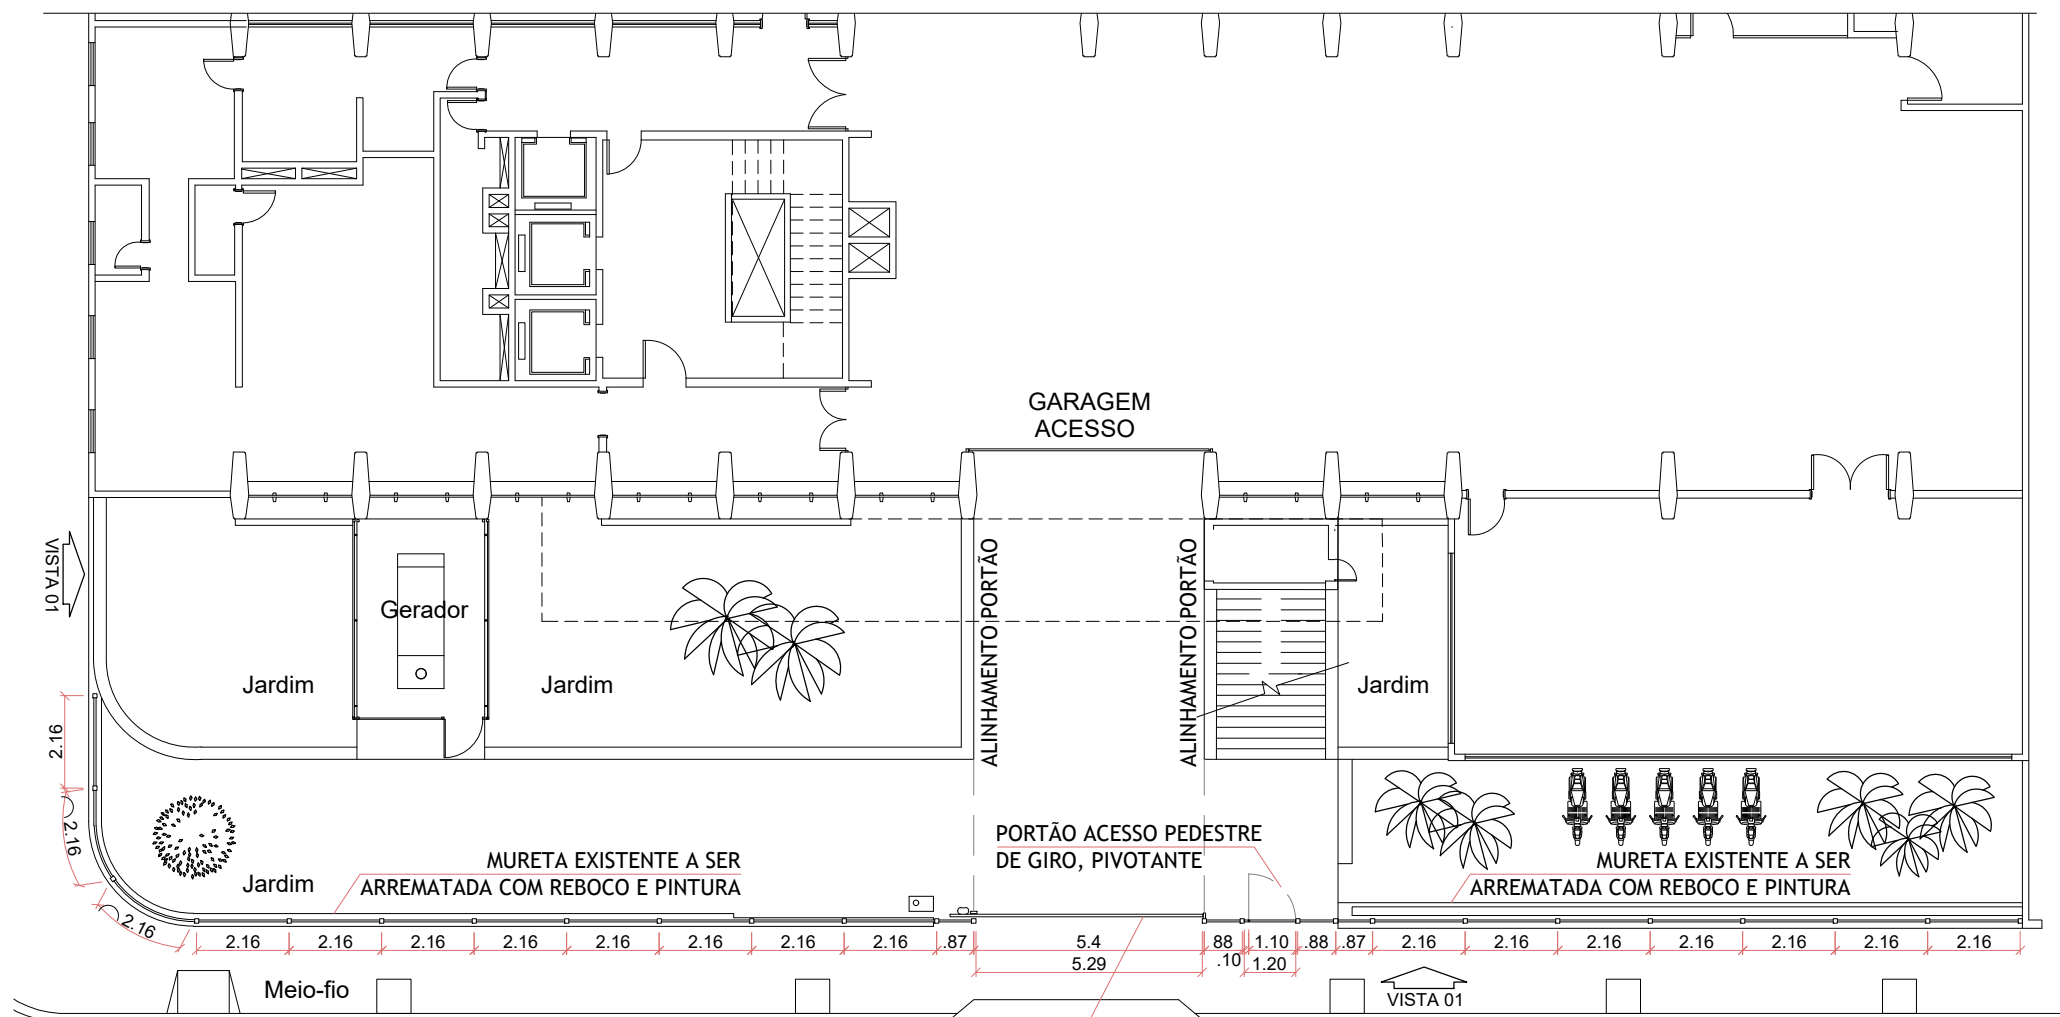 GARAGEM
ACESSO
VISTA 01
Gerador
ALINHAMENTO PORTÃO
ALINHAMENTO PORTÃO
Jardim
Jardim
Jardim
2.16
2.16
2.16
PORTÃO ACESSO PEDESTRE
DE GIRO, PIVOTANTE
MURETA EXISTENTE A SER
ARREMATADA COM REBOCO E PINTURA
MURETA EXISTENTE A SER
ARREMATADA COM REBOCO E PINTURA
Jardim
2.16 2.16 2.16 2.16 2.16 2.16 2.16 2.16 .87 5.4 88 1.10 .88 .87 2.16 2.16 2.16 2.16 2.16 2.16 2.16
5.29 .10 1.20
Meio-fio
VISTA 01